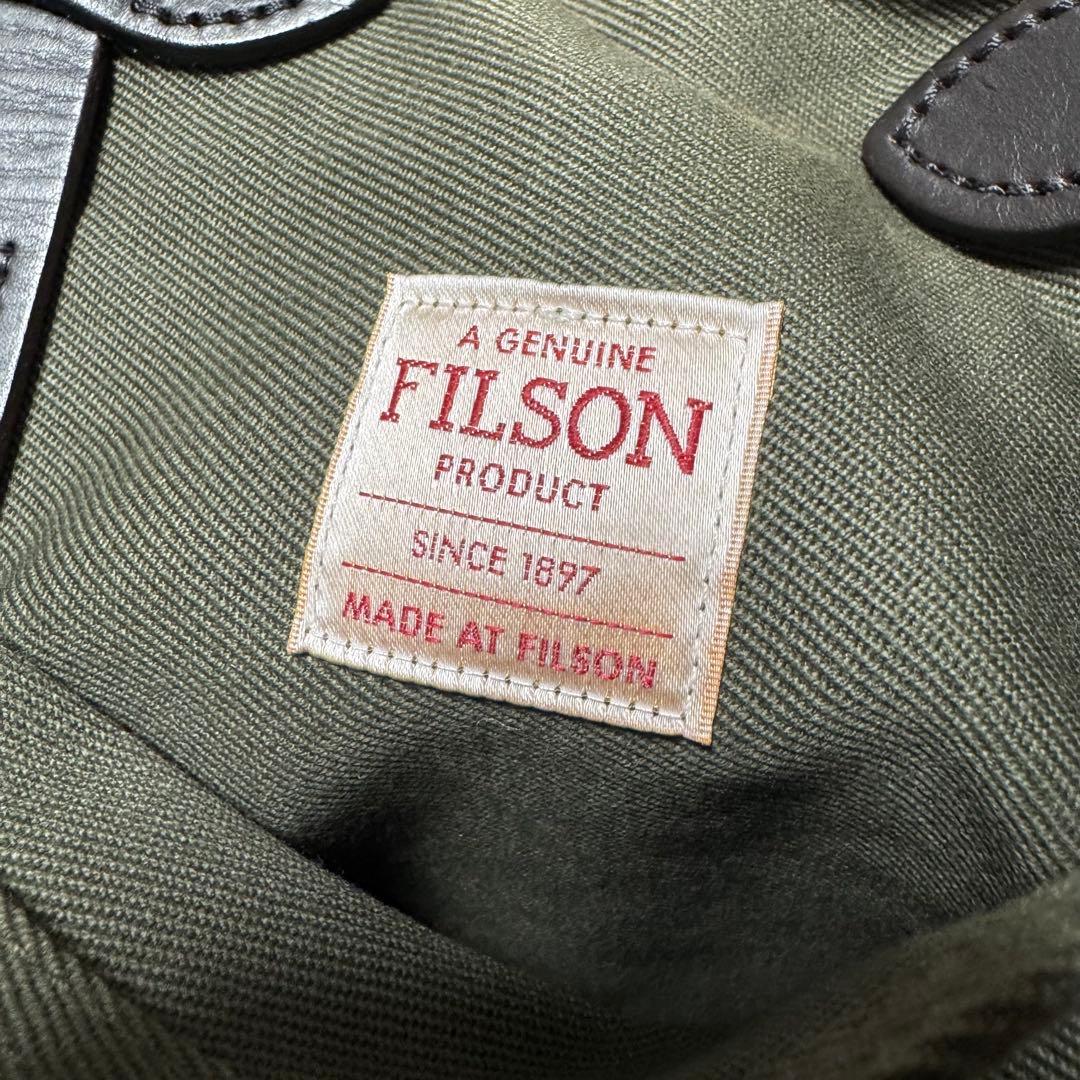 A GENUINE
FILSON
PRODUCT
SINCE 1897
MADE AT FILSON